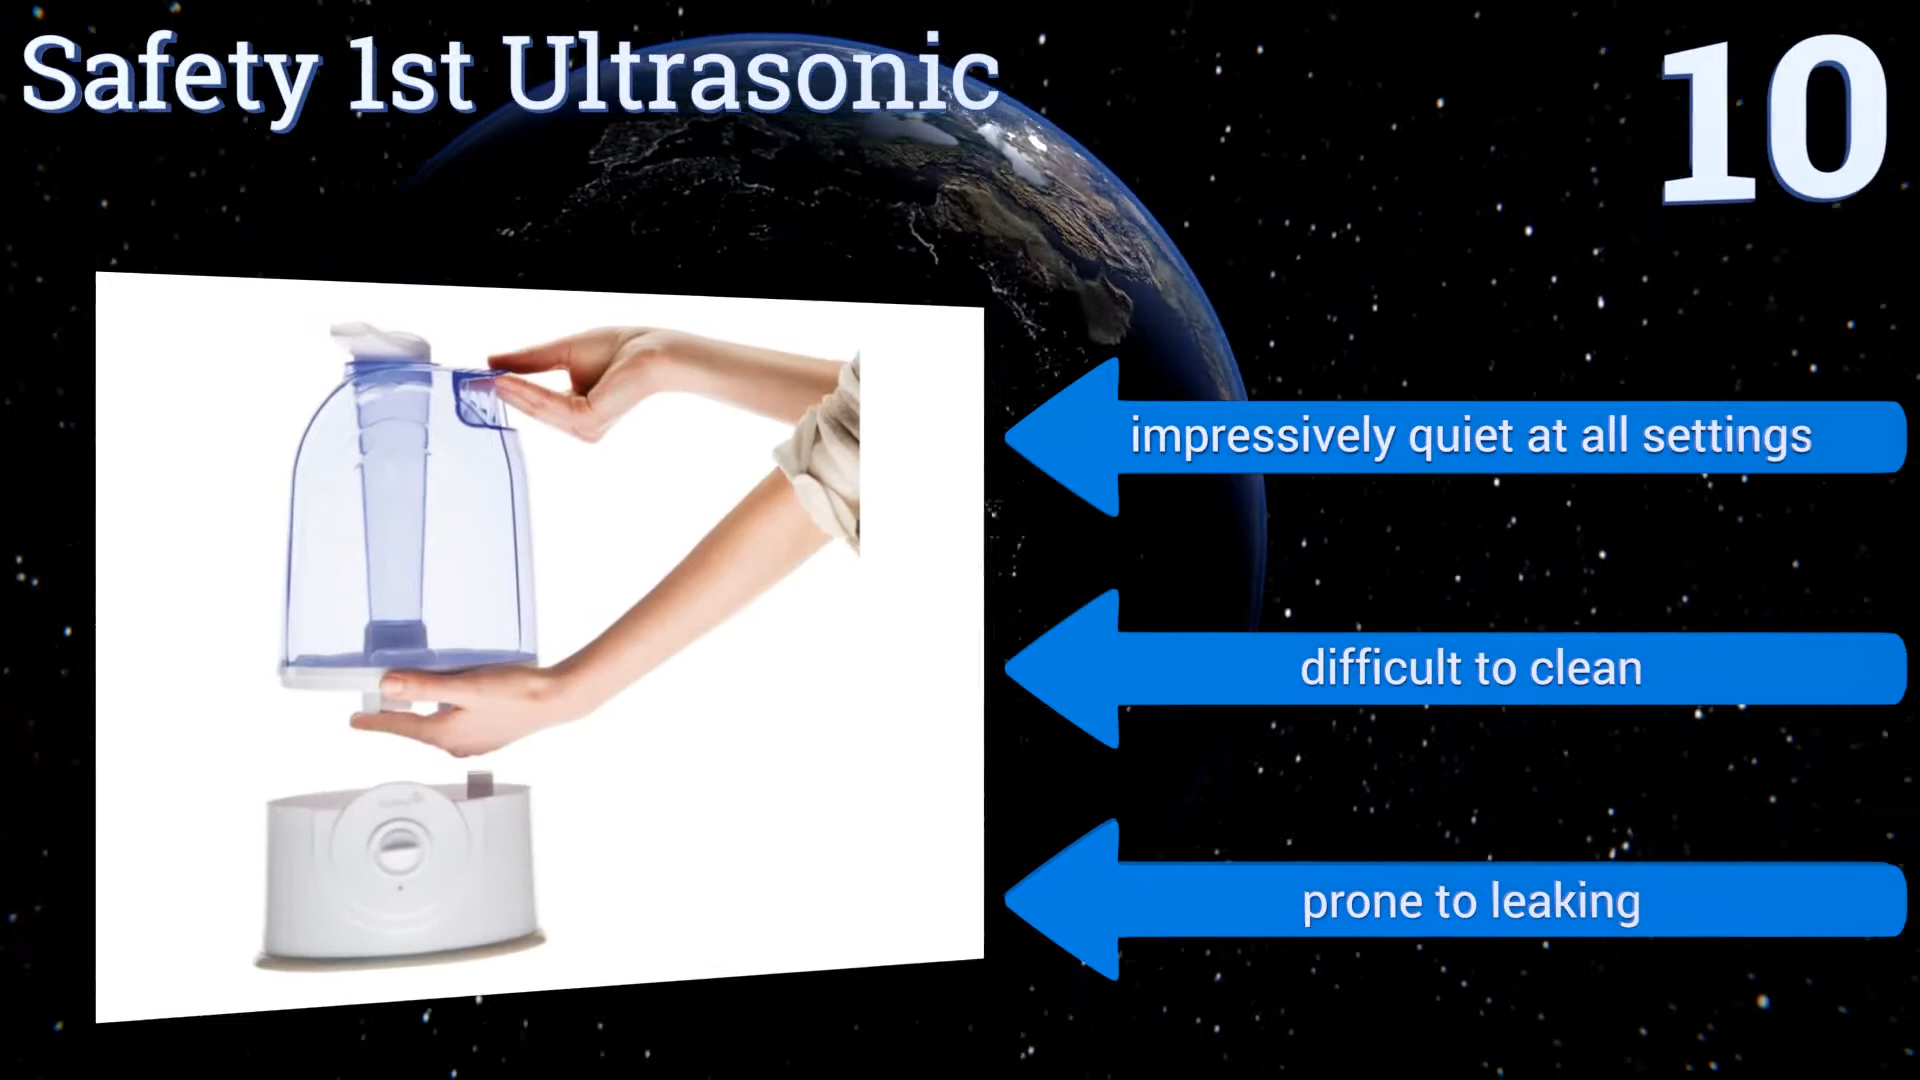 Safety 1st Ultrasonic
10
impressively quiet at all settings
difficult to clean
prone to leaking